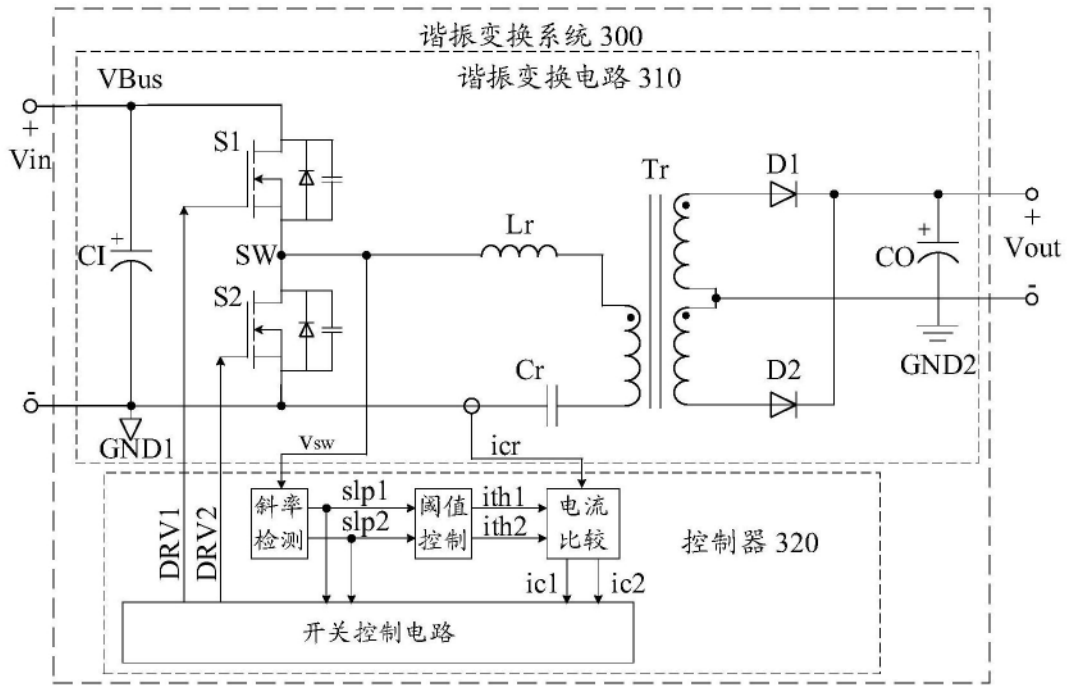 谐振变换系统 300
谐振变换电路 310
VBus
+
Vin
-
S1
SW
S2
+
CI
GND1
Lr
Cr
Tr
D1
D2
+
CO
GND2
+
Vout
-
vsw
icr
DRV1
DRV2
斜率
检测
slp1
slp2
阈值
控制
ith1
ith2
电流
比较
ic1
ic2
控制器 320
开关控制电路